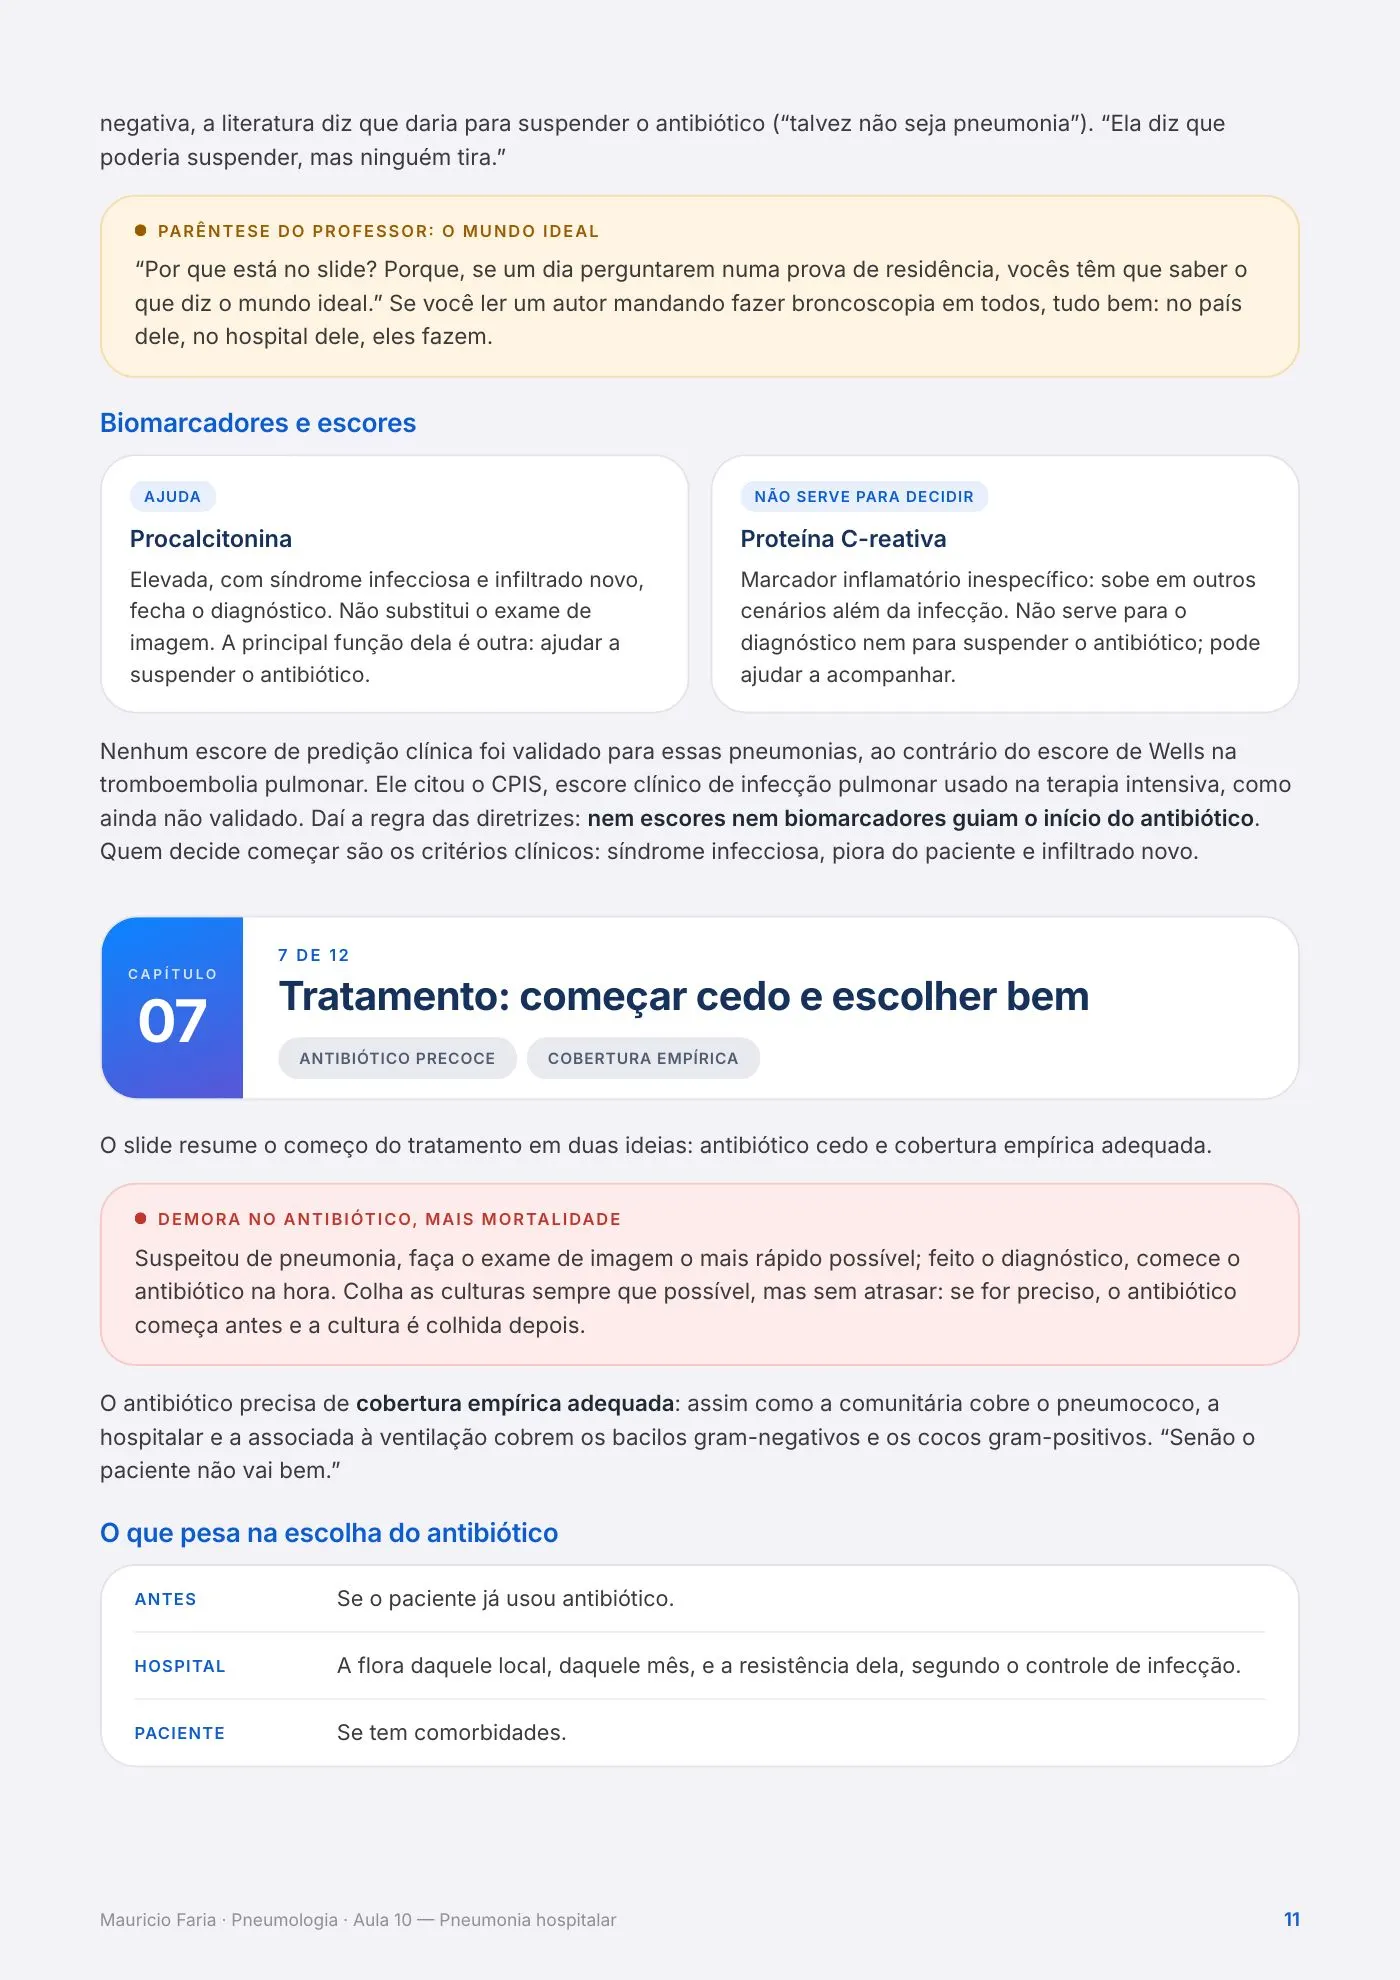 negativa, a literatura diz que daria para suspender o antibiótico (“talvez não seja pneumonia”). “Ela diz que
poderia suspender, mas ninguém tira.”
PARÊNTESE DO PROFESSOR: O MUNDO IDEAL
“Por que está no slide? Porque, se um dia perguntarem numa prova de residência, vocês têm que saber o
que diz o mundo ideal.” Se você ler um autor mandando fazer broncoscopia em todos, tudo bem: no país
dele, no hospital dele, eles fazem.
Biomarcadores e escores
AJUDA
Procalcitonina
Elevada, com síndrome infecciosa e infiltrado novo,
fecha o diagnóstico. Não substitui o exame de
imagem. A principal função dela é outra: ajudar a
suspender o antibiótico.
NÃO SERVE PARA DECIDIR
Proteína C-reativa
Marcador inflamatório inespecífico: sobe em outros
cenários além da infecção. Não serve para o
diagnóstico nem para suspender o antibiótico; pode
ajudar a acompanhar.
Nenhum escore de predição clínica foi validado para essas pneumonias, ao contrário do escore de Wells na
tromboembolia pulmonar. Ele citou o CPIS, escore clínico de infecção pulmonar usado na terapia intensiva, como
ainda não validado. Daí a regra das diretrizes: nem escores nem biomarcadores guiam o início do antibiótico.
Quem decide começar são os critérios clínicos: síndrome infecciosa, piora do paciente e infiltrado novo.
CAPÍTULO
07
7 DE 12
Tratamento: começar cedo e escolher bem
ANTIBIÓTICO PRECOCE
COBERTURA EMPÍRICA
O slide resume o começo do tratamento em duas ideias: antibiótico cedo e cobertura empírica adequada.
DEMORA NO ANTIBIÓTICO, MAIS MORTALIDADE
Suspeitou de pneumonia, faça o exame de imagem o mais rápido possível; feito o diagnóstico, comece o
antibiótico na hora. Colha as culturas sempre que possível, mas sem atrasar: se for preciso, o antibiótico
começa antes e a cultura é colhida depois.
O antibiótico precisa de cobertura empírica adequada: assim como a comunitária cobre o pneumococo, a
hospitalar e a associada à ventilação cobrem os bacilos gram-negativos e os cocos gram-positivos. “Senão o
paciente não vai bem.”
O que pesa na escolha do antibiótico
ANTES
Se o paciente já usou antibiótico.
HOSPITAL
A flora daquele local, daquele mês, e a resistência dela, segundo o controle de infecção.
PACIENTE
Se tem comorbidades.
Mauricio Faria · Pneumologia · Aula 10 — Pneumonia hospitalar
11